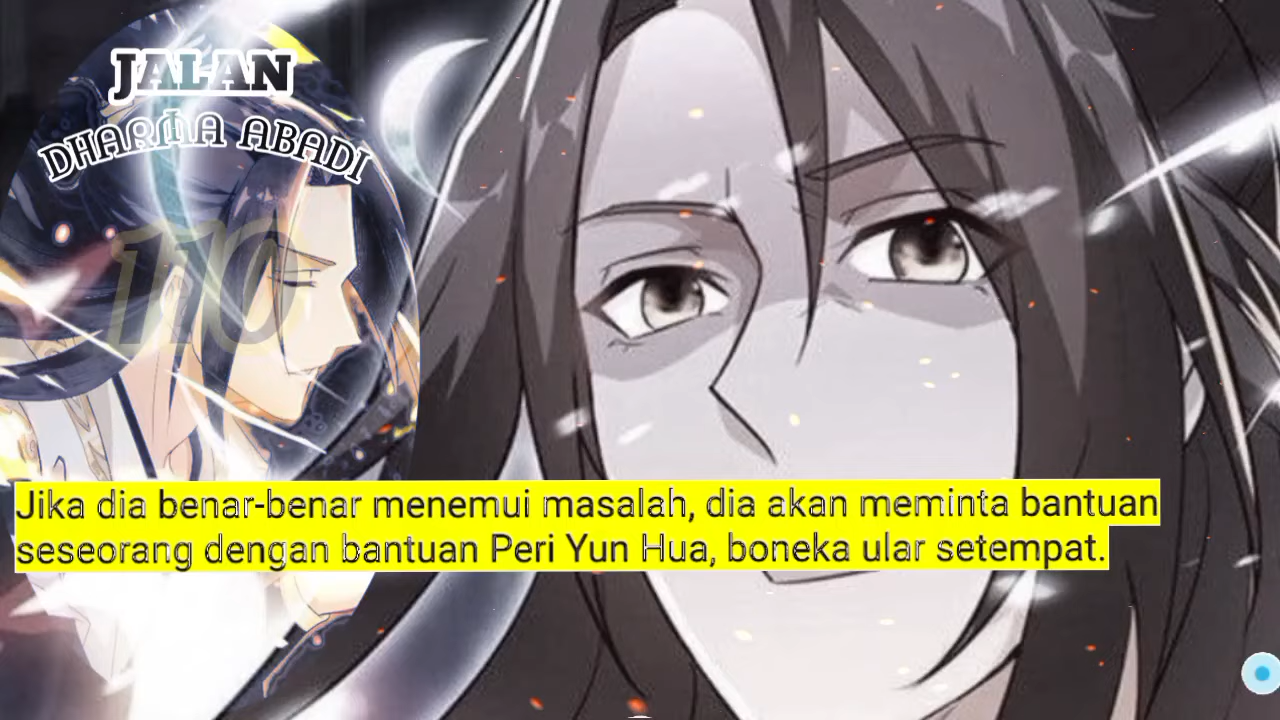 JALAN
DHARMA ABADI
110
Jika dia benar-benar menemui masalah, dia akan meminta bantuan
seseorang dengan bantuan Peri Yun Hua, boneka ular setempat.